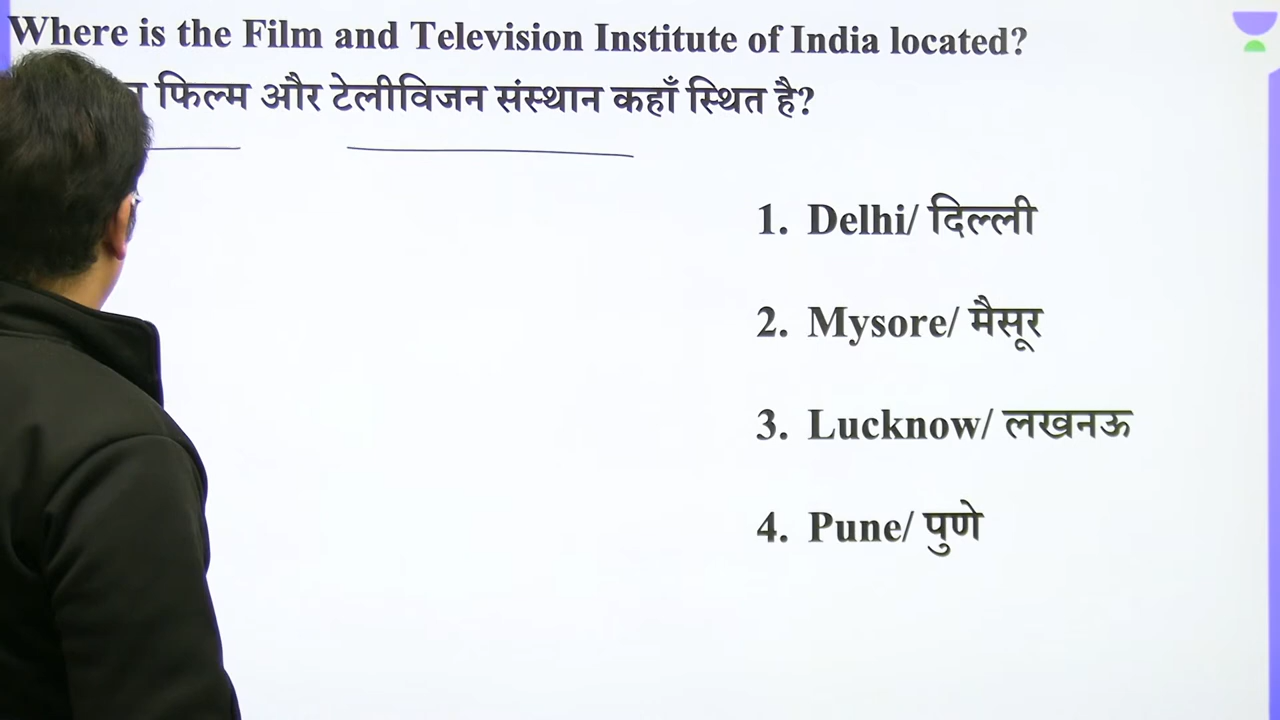 Where is the Film and Television Institute of India located?
फिल्म और टेलीविजन संस्थान कहाँ स्थित है?
1. Delhi/ दिल्ली
2. Mysore/ मैसूर
3. Lucknow/ लखनऊ
4. Pune/ पुणे